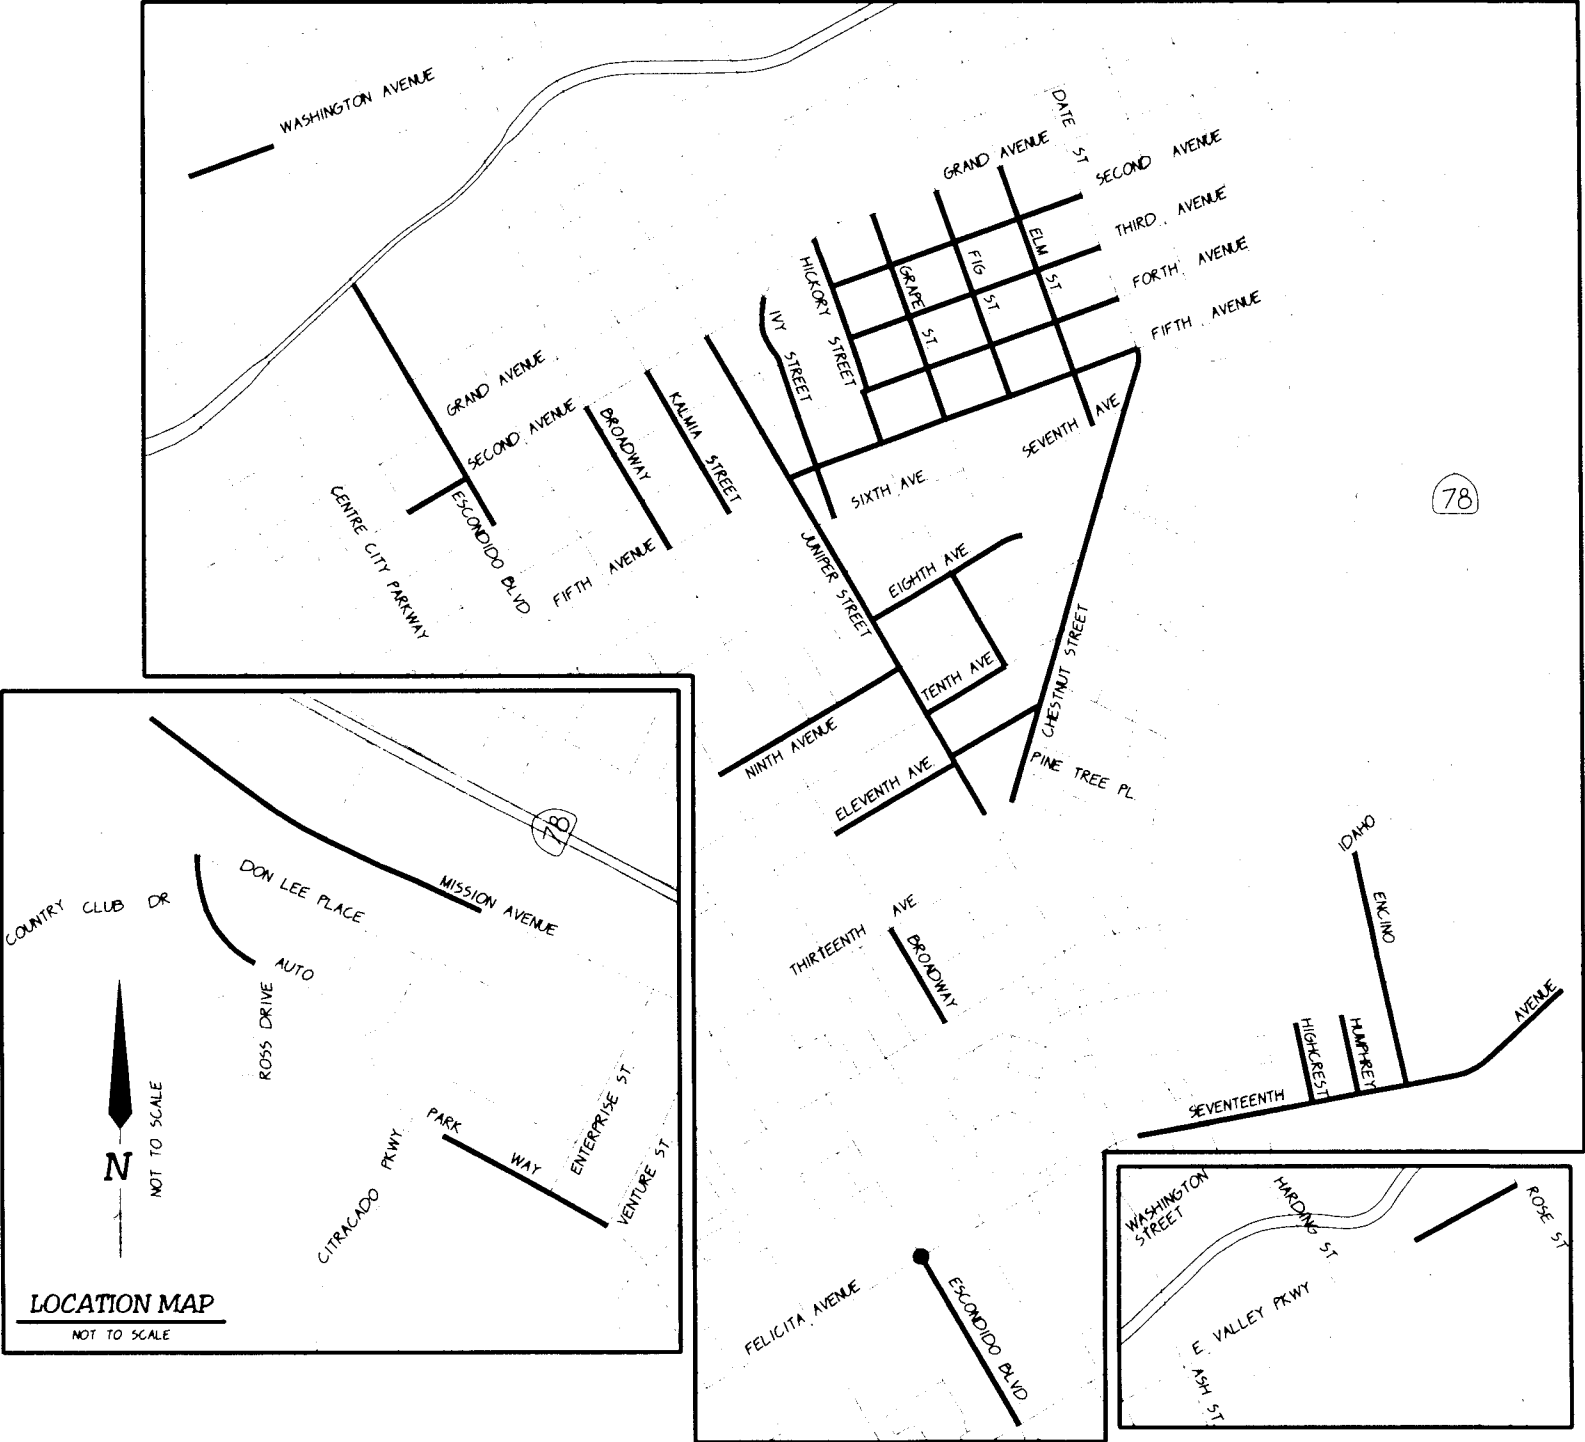 WASHINGTON AVENUE
DATE ST
GRAND AVENUE
SECOND AVENUE
THIRD AVENUE
FORTH AVENUE
FIFTH AVENUE
HICKORY STREET
GRAPE ST.
FIG ST
ELM ST.
IVY STREET
SEVENTH AVE
SIXTH AVE
GRAND AVENUE
SECOND AVENUE
BROADWAY
KALMIA STREET
CENTRE CITY PARKWAY
ESCONDIDO BLVD
FIFTH AVENUE
JUNIPER STREET
EIGHTH AVE
TENTH AVE
CHESTNUT STREET
NINTH AVENUE
ELEVENTH AVE
PINE TREE PL
78
IDAHO
ENCINO
THIRTEENTH AVE
BROADWAY
HIGHCREST
HUMPHREY
SEVENTEENTH AVENUE
FELICITA AVENUE
ESCONDIDO BLVD
78
MISSION AVENUE
DON LEE PLACE
COUNTRY CLUB DR
AUTO
ROSS DRIVE
PARK WAY
ENTERPRISE ST
VENTURE ST
CITRACADO PKWY
N
NOT TO SCALE
LOCATION MAP
NOT TO SCALE
WASHINGTON
STREET
HARDING ST
ROSE ST
E VALLEY PKWY
ASH ST